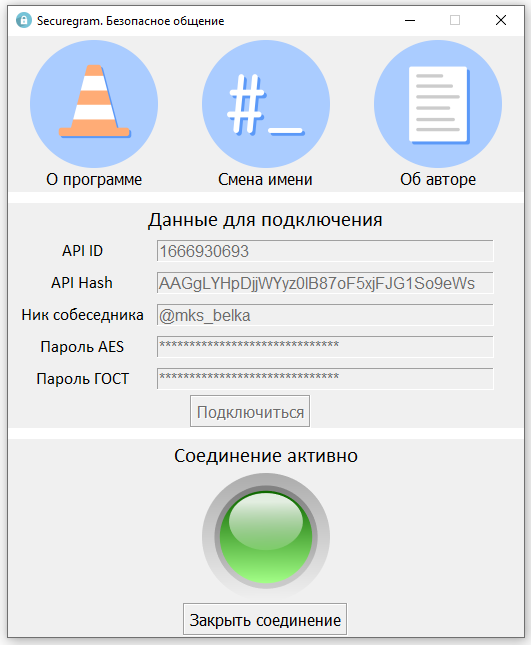 Securegram. Безопасное общение
#_
О программе
Смена имени
Об авторе
Данные для подключения
API ID
1666930693
API Hash
AAGgLYHpDjjWYyz0lB87oF5xjFJG1So9eWs
Ник собеседника
@mks_belka
Пароль AES
******************************
Пароль ГОСТ
******************************
Подключиться
Соединение активно
Закрыть соединение